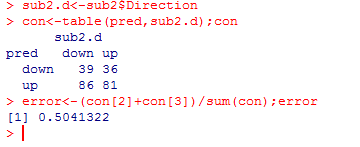 > sub2.d<-sub2$Direction
> con<-table(pred,sub2.d);con
      sub2.d
pred   down up
  down   39 36
  up     86 81
> error<-(con[2]+con[3])/sum(con);error
[1] 0.5041322
>